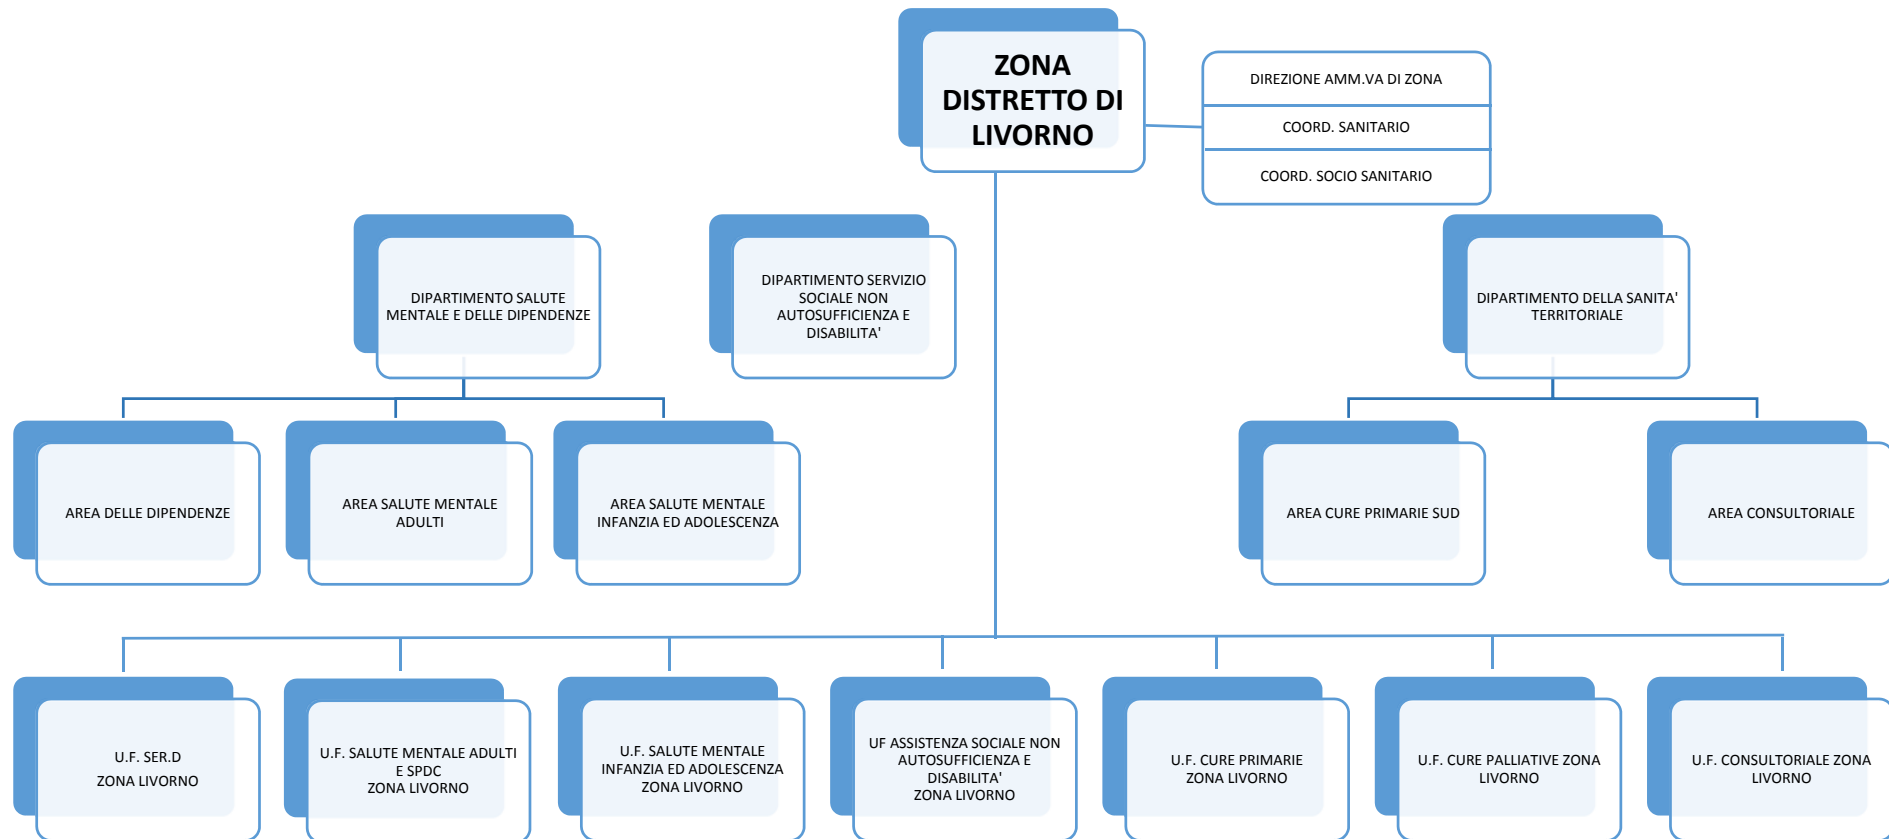 ZONA
DISTRETTO DI
LIVORNO
DIREZIONE AMM.VA DI ZONA
COORD. SANITARIO
COORD. SOCIO SANITARIO
DIPARTIMENTO SALUTE
MENTALE E DELLE DIPENDENZE
DIPARTIMENTO SERVIZIO
SOCIALE NON
AUTOSUFFICIENZA E
DISABILITA'
DIPARTIMENTO DELLA SANITA'
TERRITORIALE
AREA DELLE DIPENDENZE
AREA SALUTE MENTALE
ADULTI
AREA SALUTE MENTALE
INFANZIA ED ADOLESCENZA
AREA CURE PRIMARIE SUD
AREA CONSULTORIALE
U.F. SER.D
ZONA LIVORNO
U.F. SALUTE MENTALE ADULTI
E SPDC
ZONA LIVORNO
U.F. SALUTE MENTALE
INFANZIA ED ADOLESCENZA
ZONA LIVORNO
UF ASSISTENZA SOCIALE NON
AUTOSUFFICIENZA E
DISABILITA'
ZONA LIVORNO
U.F. CURE PRIMARIE
ZONA LIVORNO
U.F. CURE PALLIATIVE ZONA
LIVORNO
U.F. CONSULTORIALE ZONA
LIVORNO